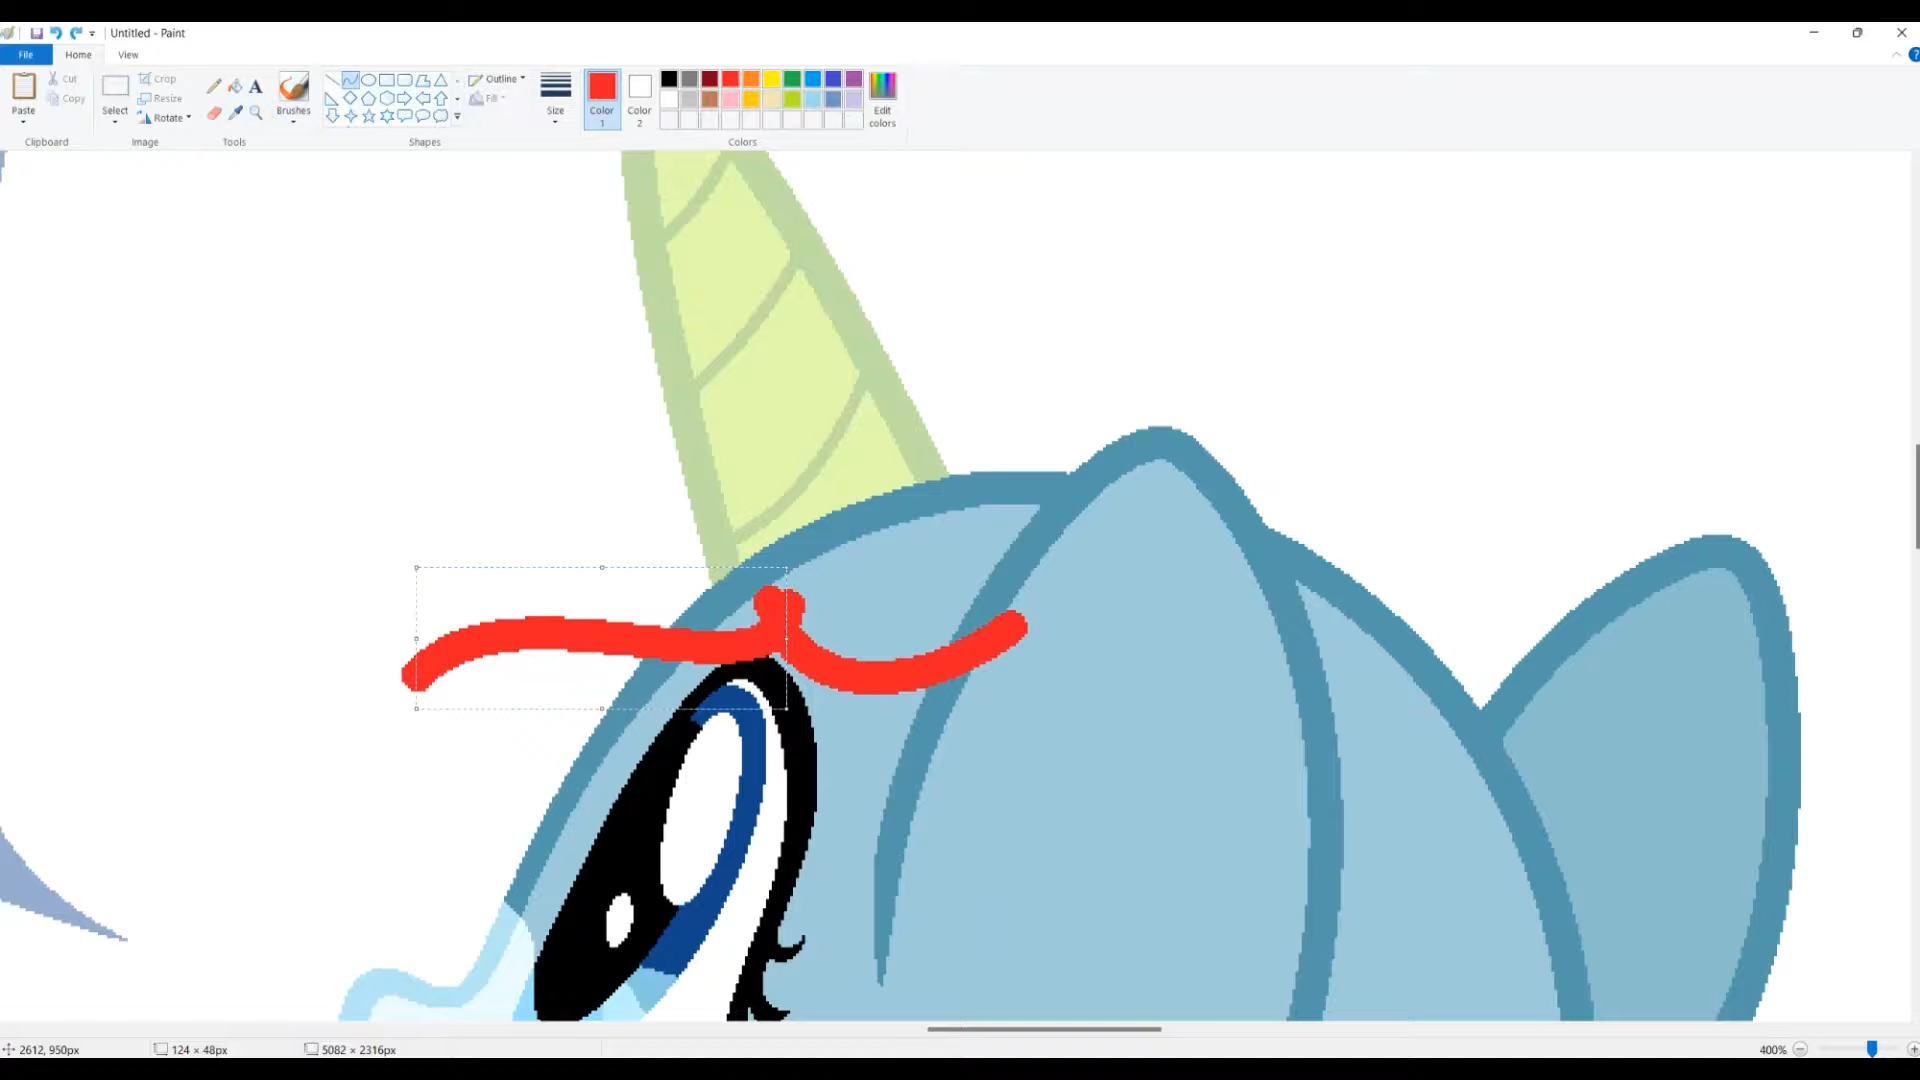 Untitled - Paint
File Home View
Paste
Cut
Copy
Clipboard
Select
Crop
Resize
Rotate
Image
Tools
Brushes
Shapes
Outline
Fill
Size
Color 1
Color 2
Colors
Edit colors
2612, 950px 124 × 48px 5082 × 2316px 400%